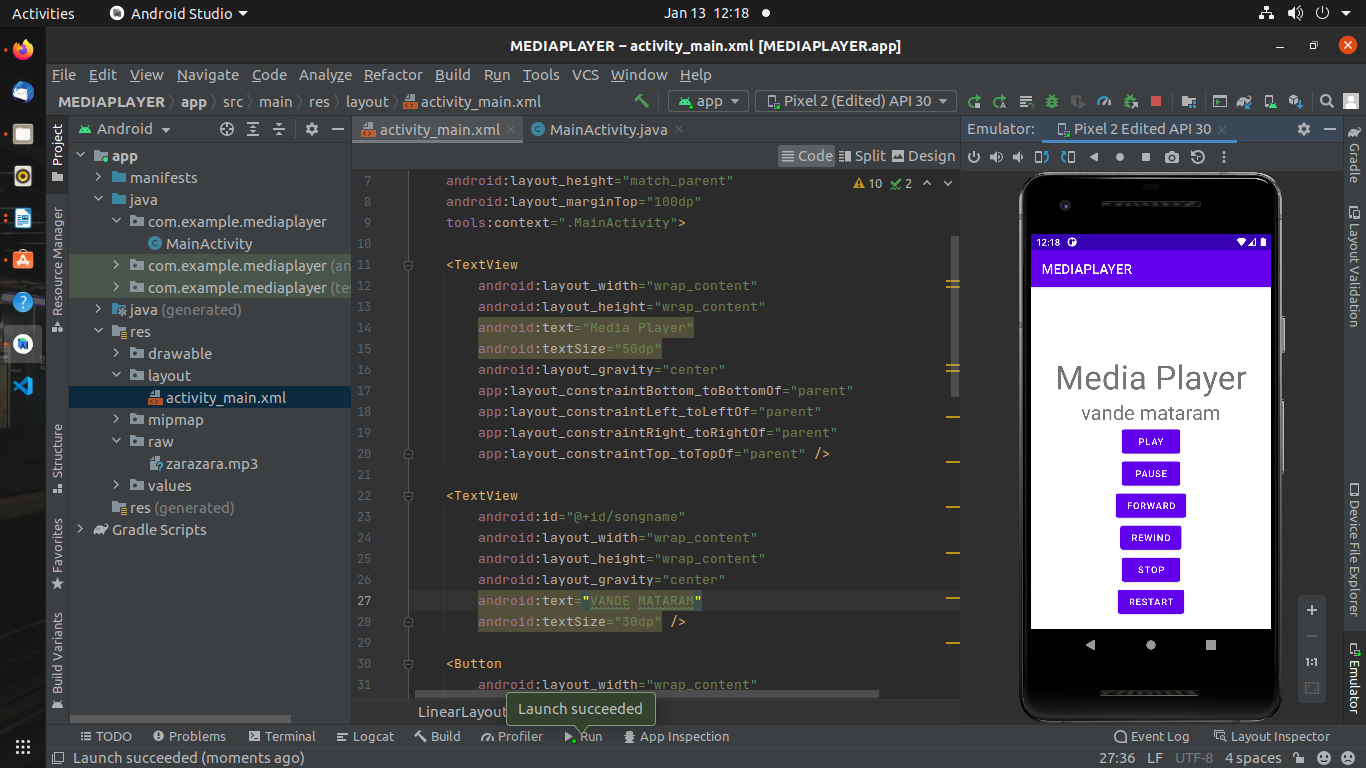 Activities
Android Studio
Jan 13 12:18
MEDIAPLAYER – activity_main.xml [MEDIAPLAYER.app]
File Edit View Navigate Code Analyze Refactor Build Run Tools VCS Window Help
MEDIAPLAYER app src main res layout activity_main.xml
app
Pixel 2 (Edited) API 30
Project
Resource Manager
Structure
Favorites
Build Variants
Android
app
manifests
java
com.example.mediaplayer
MainActivity
com.example.mediaplayer (an
com.example.mediaplayer (te
java (generated)
res
drawable
layout
activity_main.xml
mipmap
raw
zarazara.mp3
values
res (generated)
Gradle Scripts
activity_main.xml
MainActivity.java
Code Split Design
10 2
7 android:layout_height="match_parent"
8 android:layout_marginTop="100dp"
9 tools:context=".MainActivity">
10
11 <TextView
12 android:layout_width="wrap_content"
13 android:layout_height="wrap_content"
14 android:text="Media Player"
15 android:textSize="50dp"
16 android:layout_gravity="center"
17 app:layout_constraintBottom_toBottomOf="parent"
18 app:layout_constraintLeft_toLeftOf="parent"
19 app:layout_constraintRight_toRightOf="parent"
20 app:layout_constraintTop_toTopOf="parent" />
21
22 <TextView
23 android:id="@+id/songname"
24 android:layout_width="wrap_content"
25 android:layout_height="wrap_content"
26 android:layout_gravity="center"
27 android:text="VANDE MATARAM"
28 android:textSize="30dp" />
29
30 <Button
31 android:layout_width="wrap_content"
LinearLayout
Launch succeeded
Emulator: Pixel 2 Edited API 30
12:18
MEDIAPLAYER
Media Player
vande mataram
PLAY
PAUSE
FORWARD
REWIND
STOP
RESTART
1:1
Gradle
Layout Validation
Device File Explorer
Emulator
TODO Problems Terminal Logcat Build Profiler Run App Inspection
Event Log Layout Inspector
Launch succeeded (moments ago)
27:36 LF UTF-8 4 spaces